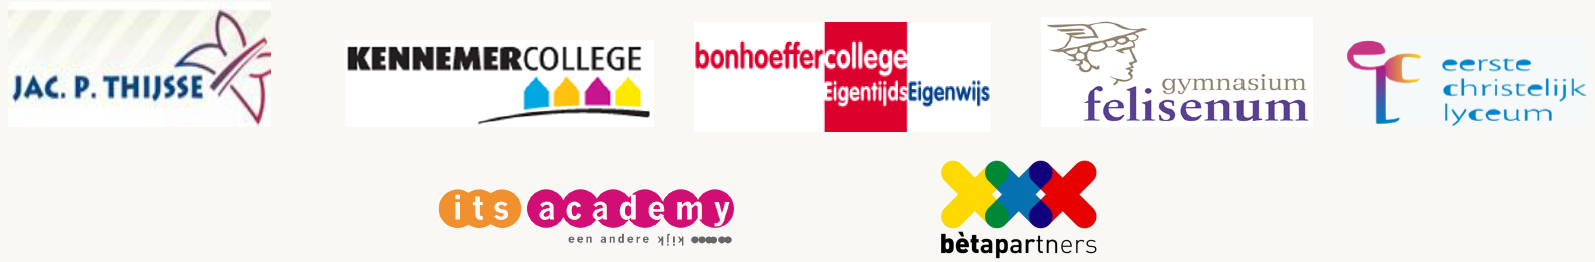 JAC. P. THIJSSE
KENNEMERCOLLEGE
bonhoeffercollege
EigentijdsEigenwijs
gymnasium
felisenum
eerste
christelijk
lyceum
its academy
een andere kijk
bètapartners